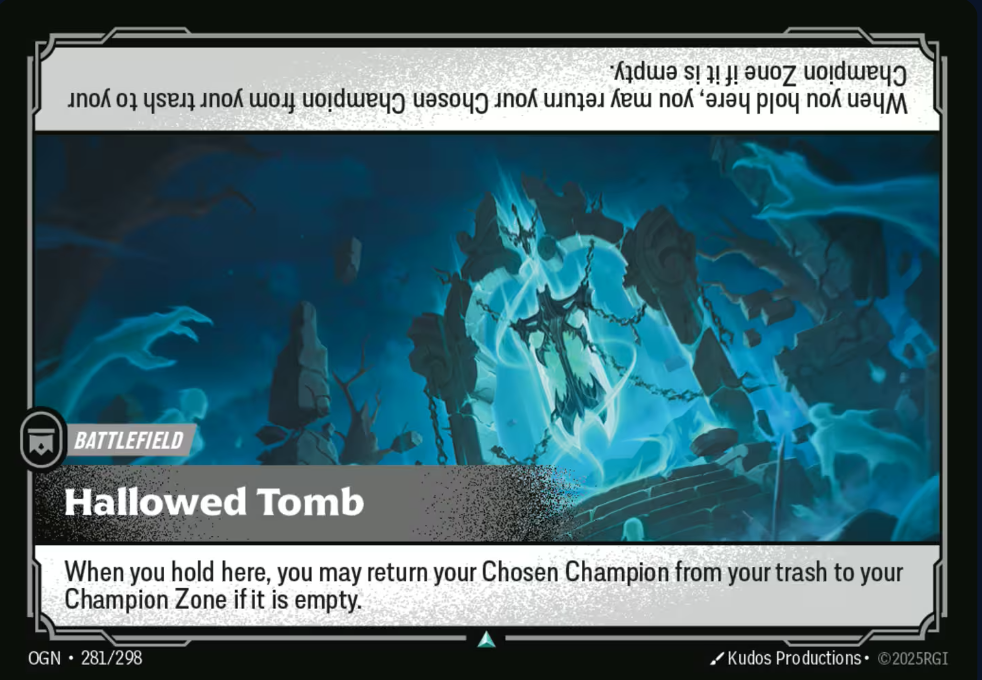 When you hold here, you may return your Chosen Champion from your trash to your
Champion Zone if it is empty.
BATTLEFIELD
Hallowed Tomb
When you hold here, you may return your Chosen Champion from your trash to your
Champion Zone if it is empty.
OGN • 281/298
Kudos Productions • ©2025RGI